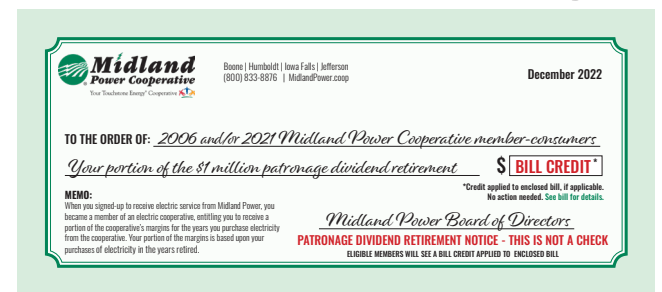 Midland
Power Cooperative
Your Touchstone Energy® Cooperative
Boone | Humboldt | Iowa Falls | Jefferson
(800) 833-8876 | MidlandPower.coop
December 2022
TO THE ORDER OF: 2006 and/or 2021 Midland Power Cooperative member-consumers
Your portion of the $1 million patronage dividend retirement $ BILL CREDIT*
*Credit applied to enclosed bill, if applicable.
No action needed. See bill for details.
MEMO:
When you signed-up to receive electric service from Midland Power, you
became a member of an electric cooperative, entitling you to receive a
portion of the cooperative's margins for the years you purchase electricity
from the cooperative. Your portion of the margins is based upon your
purchases of electricity in the years retired.
Midland Power Board of Directors
PATRONAGE DIVIDEND RETIREMENT NOTICE - THIS IS NOT A CHECK
ELIGIBLE MEMBERS WILL SEE A BILL CREDIT APPLIED TO ENCLOSED BILL